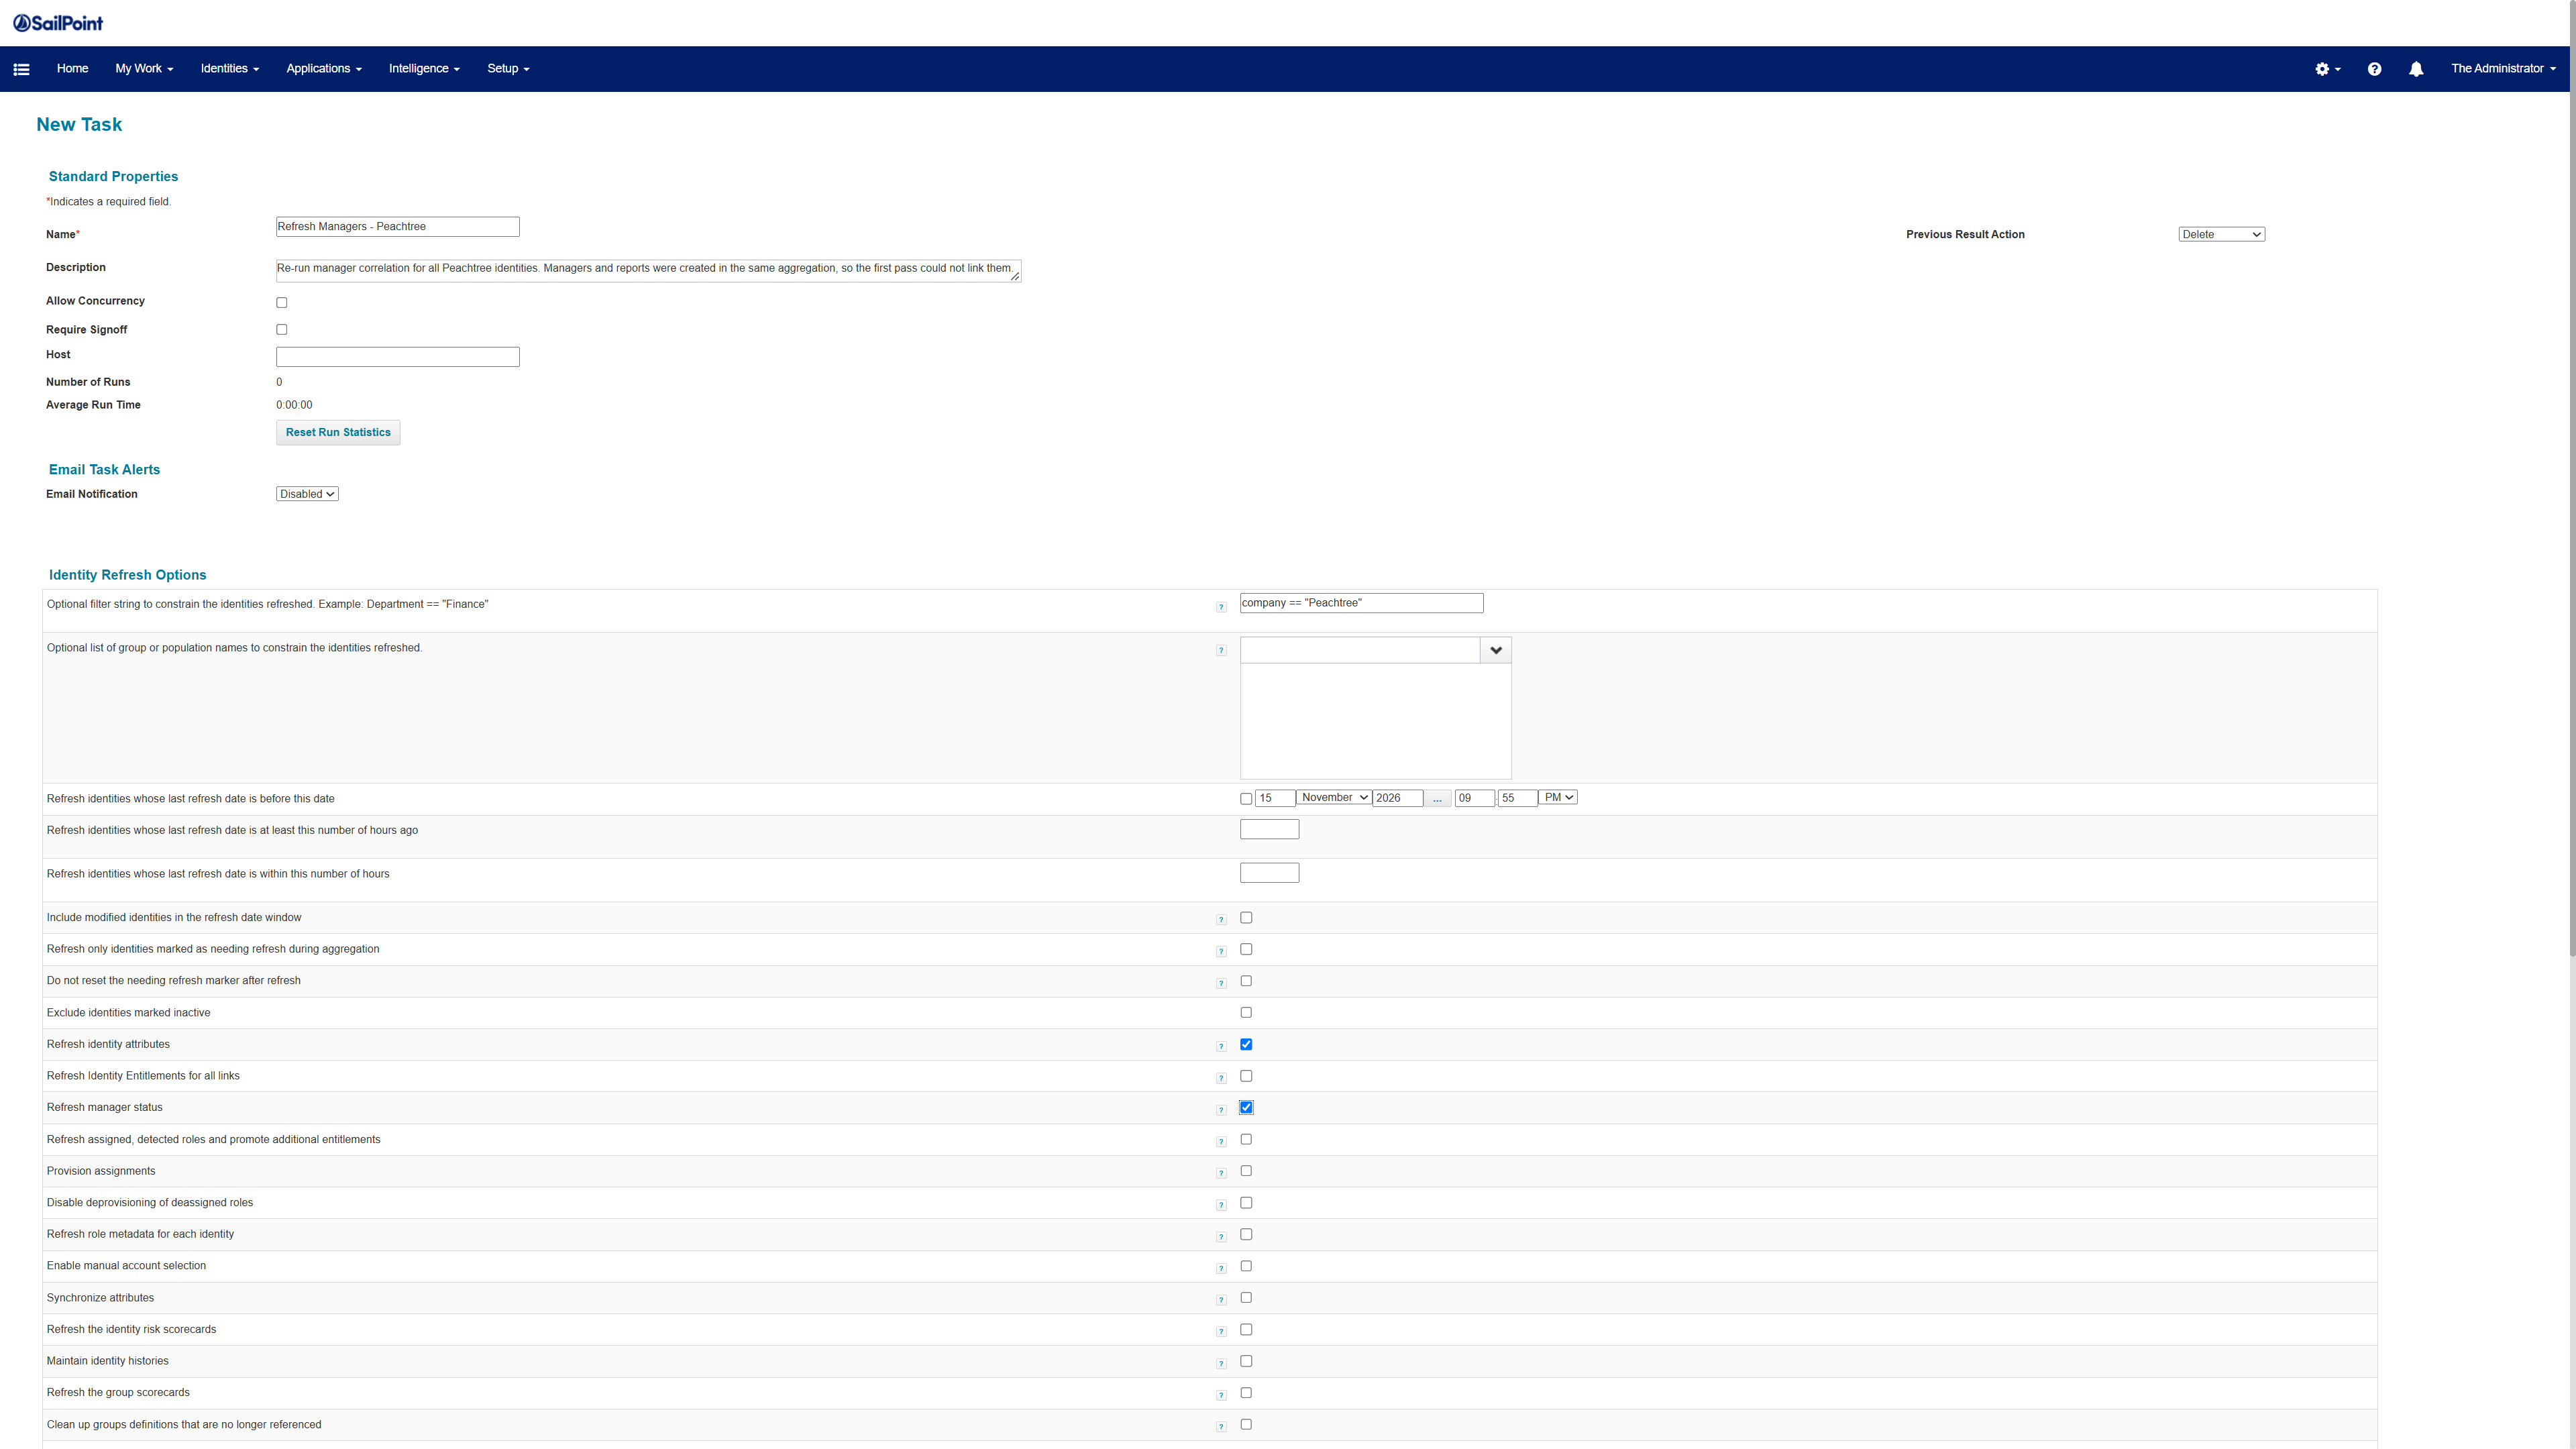 SailPoint
Home My Work Identities Applications Intelligence Setup The Administrator
New Task
Standard Properties
*Indicates a required field.
Name* Refresh Managers - Peachtree Previous Result Action Delete
Description Re-run manager correlation for all Peachtree identities. Managers and reports were created in the same aggregation, so the first pass could not link them.
Allow Concurrency
Require Signoff
Host
Number of Runs 0
Average Run Time 0:00:00
Reset Run Statistics
Email Task Alerts
Email Notification Disabled
Identity Refresh Options
Optional filter string to constrain the identities refreshed. Example: Department == "Finance" ? company == "Peachtree"
Optional list of group or population names to constrain the identities refreshed. ?
Refresh identities whose last refresh date is before this date 15 November 2026 ... 09 : 55 PM
Refresh identities whose last refresh date is at least this number of hours ago
Refresh identities whose last refresh date is within this number of hours
Include modified identities in the refresh date window ?
Refresh only identities marked as needing refresh during aggregation ?
Do not reset the needing refresh marker after refresh ?
Exclude identities marked inactive
Refresh identity attributes ?
Refresh Identity Entitlements for all links ?
Refresh manager status ?
Refresh assigned, detected roles and promote additional entitlements ?
Provision assignments ?
Disable deprovisioning of deassigned roles ?
Refresh role metadata for each identity ?
Enable manual account selection ?
Synchronize attributes ?
Refresh the identity risk scorecards ?
Maintain identity histories ?
Refresh the group scorecards ?
Clean up groups definitions that are no longer referenced ?